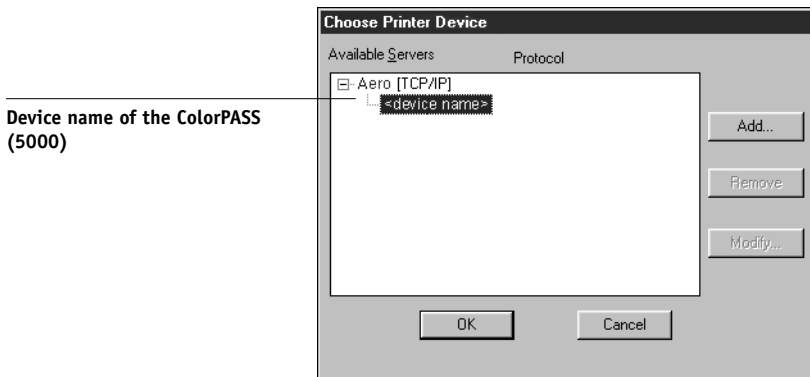 Choose Printer Device
Available Servers Protocol
Aero [TCP/IP]
<device name>
Device name of the ColorPASS
(5000)
Add...
Remove
Modify...
OK Cancel